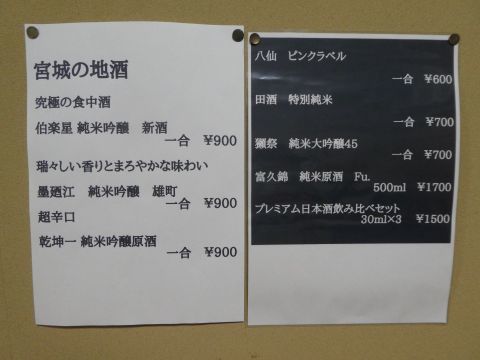 宮城の地酒
究極の食中酒
伯楽星 純米吟醸 新酒
一合 ¥900
瑞々しい香りとまろやかな味わい
墨廼江 純米吟醸 雄町
一合 ¥900
超辛口
乾坤一 純米吟醸原酒
一合 ¥900
八仙 ピンクラベル
一合 ¥600
田酒 特別純米
一合 ¥700
獺祭 純米大吟醸45
一合 ¥700
富久錦 純米原酒 Fu.
500ml ¥1700
プレミアム日本酒飲み比べセット
30ml×3 ¥1500